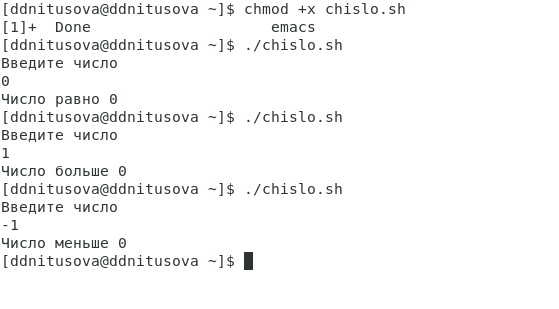 [ddnitusova@ddnitusova ~]$ chmod +x chislo.sh
[1]+  Done                    emacs
[ddnitusova@ddnitusova ~]$ ./chislo.sh
Введите число
0
Число равно 0
[ddnitusova@ddnitusova ~]$ ./chislo.sh
Введите число
1
Число больше 0
[ddnitusova@ddnitusova ~]$ ./chislo.sh
Введите число
-1
Число меньше 0
[ddnitusova@ddnitusova ~]$